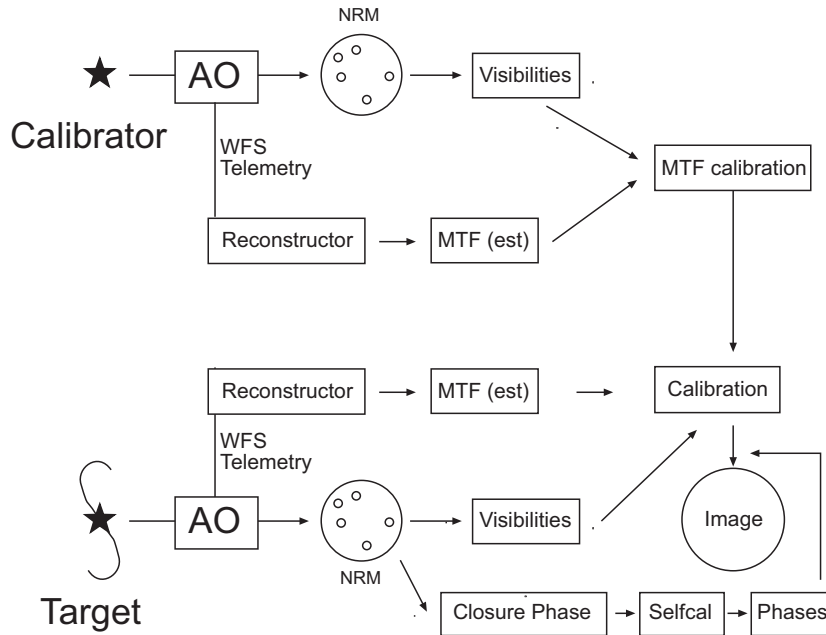 NRM
AO
Visibilities
Calibrator
WFS
Telemetry
MTF calibration
Reconstructor
MTF (est)
Reconstructor
MTF (est)
Calibration
WFS
Telemetry
AO
Visibilities
Image
NRM
Target
Closure Phase
Selfcal
Phases